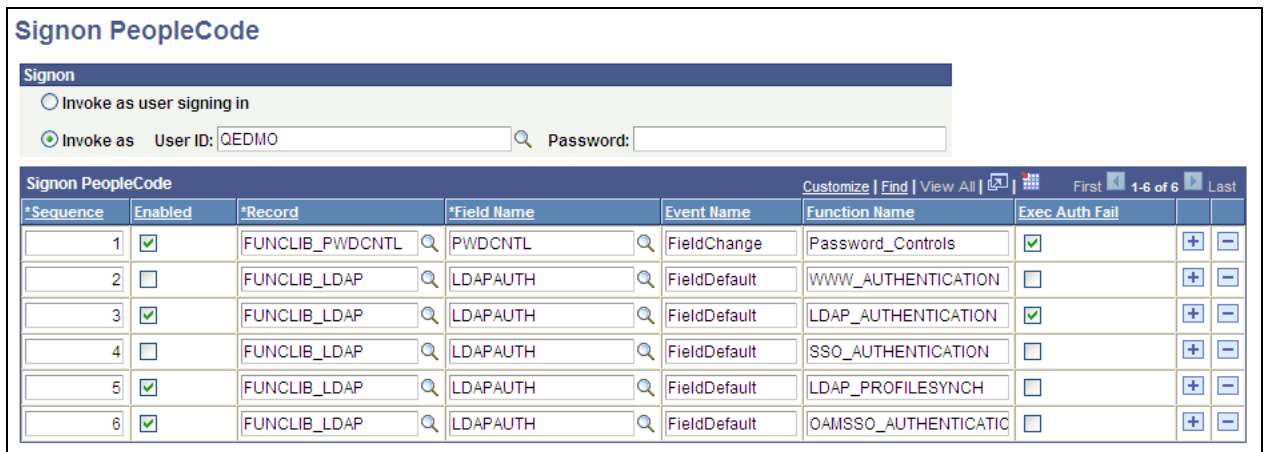 Signon PeopleCode
Signon
Invoke as user signing in
Invoke as User ID: QEDMO Password:
Signon PeopleCode Customize | Find | View All | | First 1-6 of 6 Last
*Sequence Enabled *Record *Field Name Event Name Function Name Exec Auth Fail
1 FUNCLIB_PWDCNTL PWDCNTL FieldChange Password_Controls
2 FUNCLIB_LDAP LDAPAUTH FieldDefault WWW_AUTHENTICATION
3 FUNCLIB_LDAP LDAPAUTH FieldDefault LDAP_AUTHENTICATION
4 FUNCLIB_LDAP LDAPAUTH FieldDefault SSO_AUTHENTICATION
5 FUNCLIB_LDAP LDAPAUTH FieldDefault LDAP_PROFILESYNCH
6 FUNCLIB_LDAP LDAPAUTH FieldDefault OAMSSO_AUTHENTICATIC